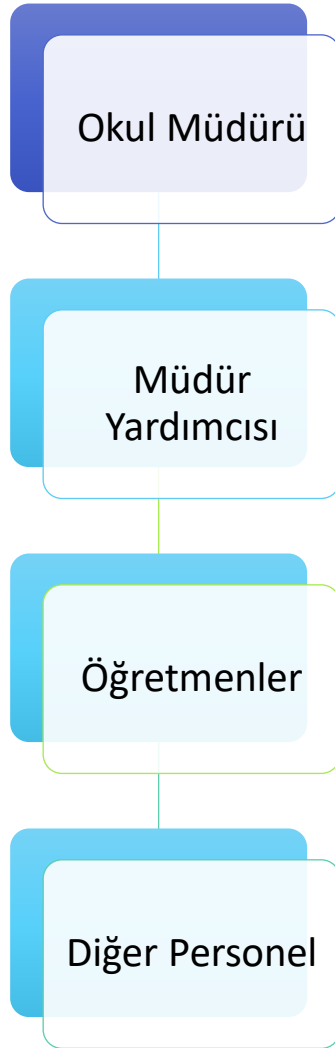 Okul Müdürü
Müdür
Yardımcısı
Öğretmenler
Diğer Personel